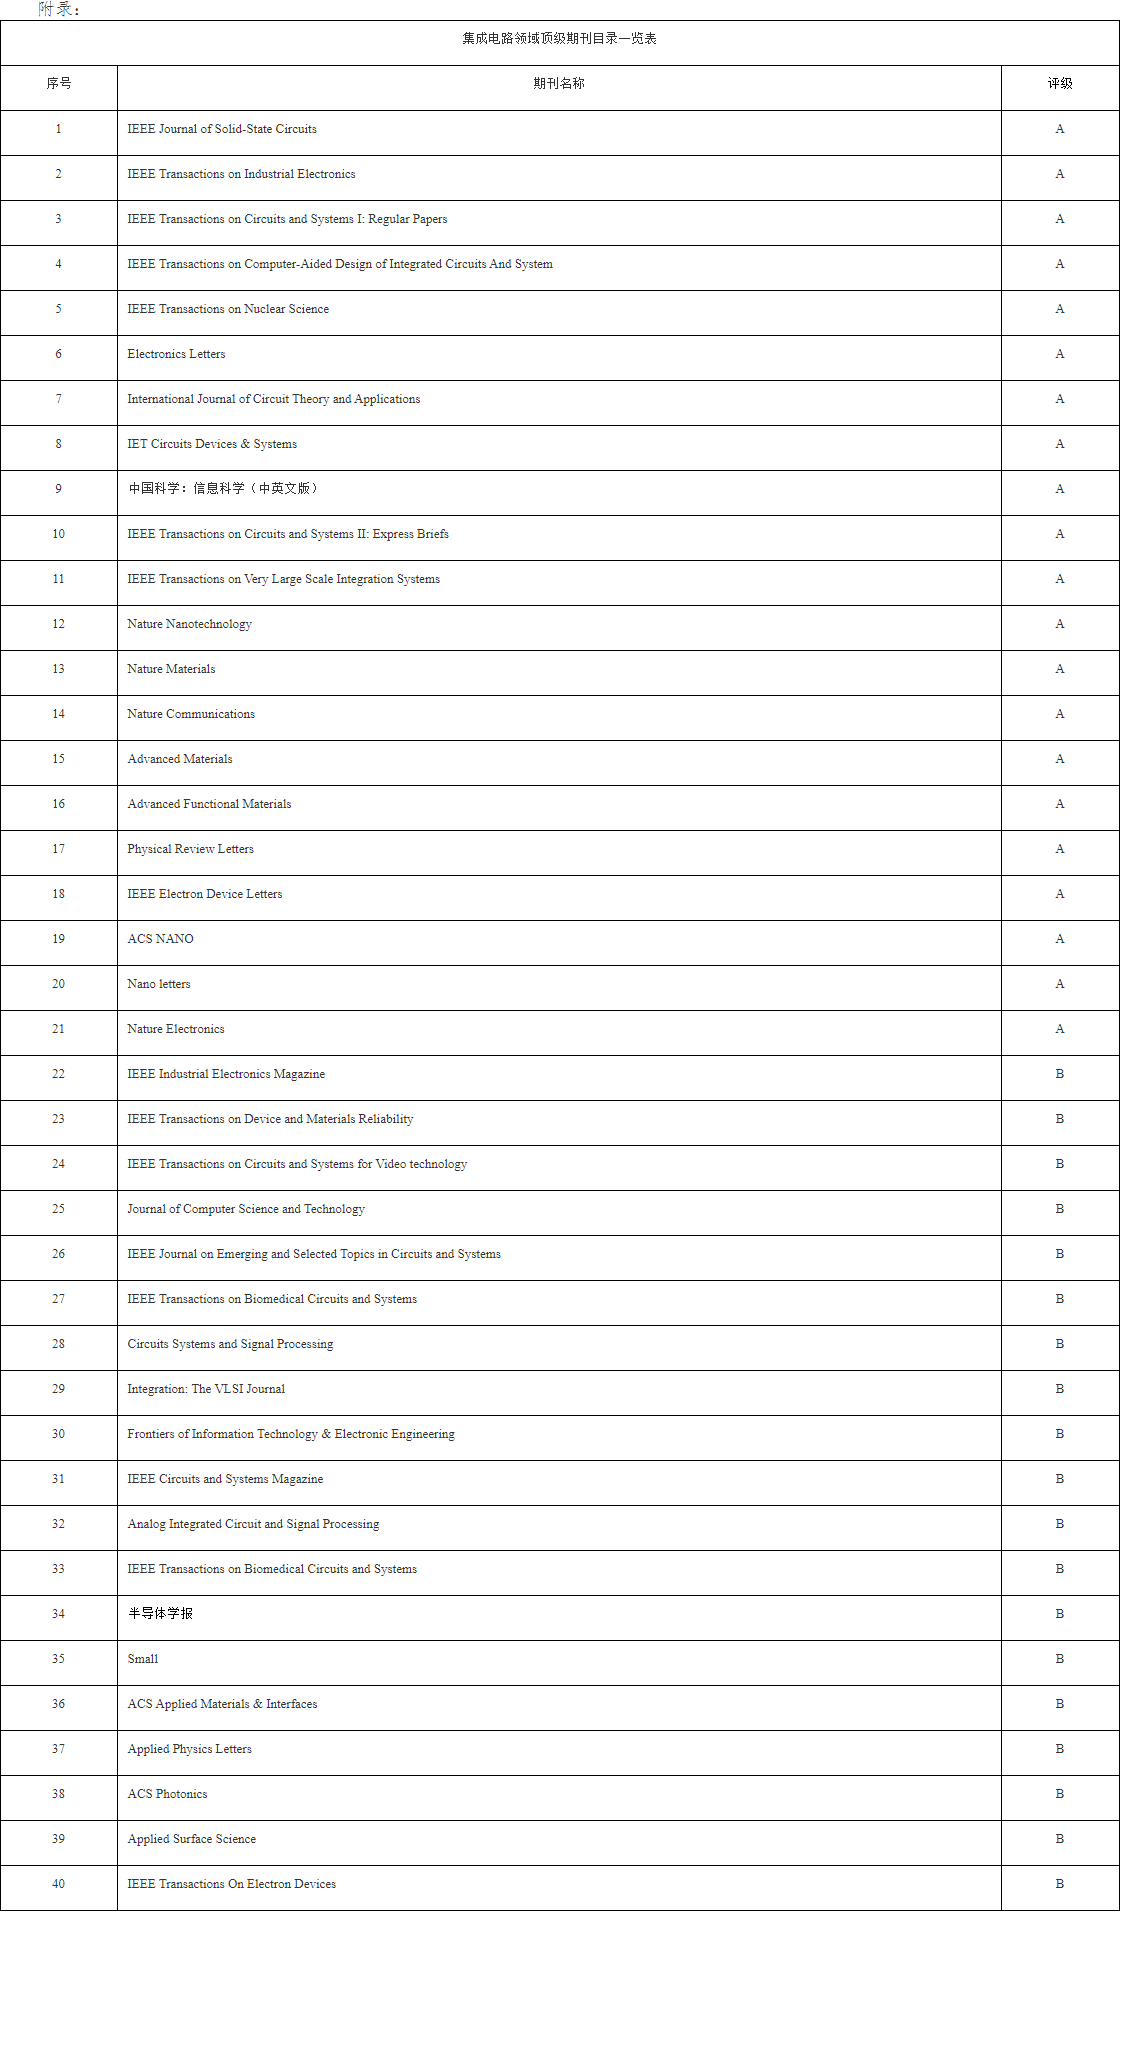 附录：
集成电路领域顶级期刊目录一览表
序号 期刊名称 评级
1 IEEE Journal of Solid-State Circuits A
2 IEEE Transactions on Industrial Electronics A
3 IEEE Transactions on Circuits and Systems I: Regular Papers A
4 IEEE Transactions on Computer-Aided Design of Integrated Circuits And System A
5 IEEE Transactions on Nuclear Science A
6 Electronics Letters A
7 International Journal of Circuit Theory and Applications A
8 IET Circuits Devices & Systems A
9 中国科学：信息科学（中英文版） A
10 IEEE Transactions on Circuits and Systems II: Express Briefs A
11 IEEE Transactions on Very Large Scale Integration Systems A
12 Nature Nanotechnology A
13 Nature Materials A
14 Nature Communications A
15 Advanced Materials A
16 Advanced Functional Materials A
17 Physical Review Letters A
18 IEEE Electron Device Letters A
19 ACS NANO A
20 Nano letters A
21 Nature Electronics A
22 IEEE Industrial Electronics Magazine B
23 IEEE Transactions on Device and Materials Reliability B
24 IEEE Transactions on Circuits and Systems for Video technology B
25 Journal of Computer Science and Technology B
26 IEEE Journal on Emerging and Selected Topics in Circuits and Systems B
27 IEEE Transactions on Biomedical Circuits and Systems B
28 Circuits Systems and Signal Processing B
29 Integration: The VLSI Journal B
30 Frontiers of Information Technology & Electronic Engineering B
31 IEEE Circuits and Systems Magazine B
32 Analog Integrated Circuit and Signal Processing B
33 IEEE Transactions on Biomedical Circuits and Systems B
34 半导体学报 B
35 Small B
36 ACS Applied Materials & Interfaces B
37 Applied Physics Letters B
38 ACS Photonics B
39 Applied Surface Science B
40 IEEE Transactions On Electron Devices B